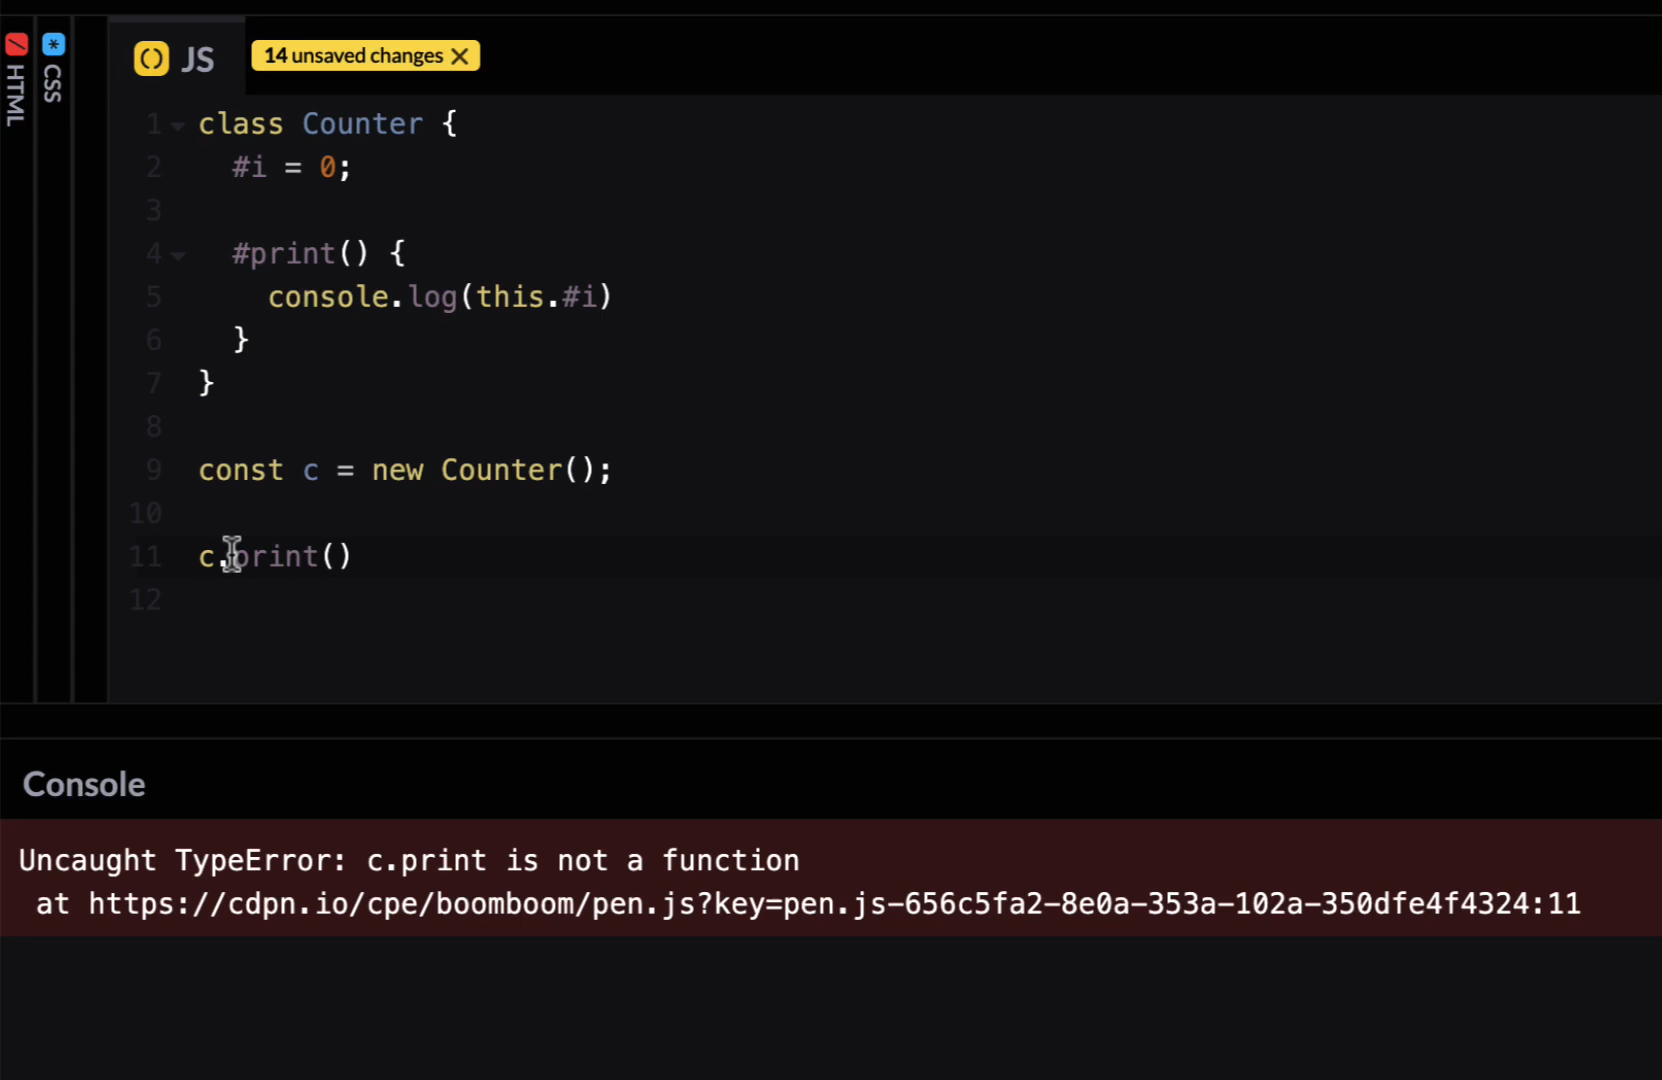 HTML
CSS
JS
14 unsaved changes
1 class Counter {
2 #i = 0;
3
4 #print() {
5 console.log(this.#i)
6 }
7 }
8
9 const c = new Counter();
10
11 c.print()
12
Console
Uncaught TypeError: c.print is not a function
at https://cdpn.io/cpe/boomboom/pen.js?key=pen.js-656c5fa2-8e0a-353a-102a-350dfe4f4324:11